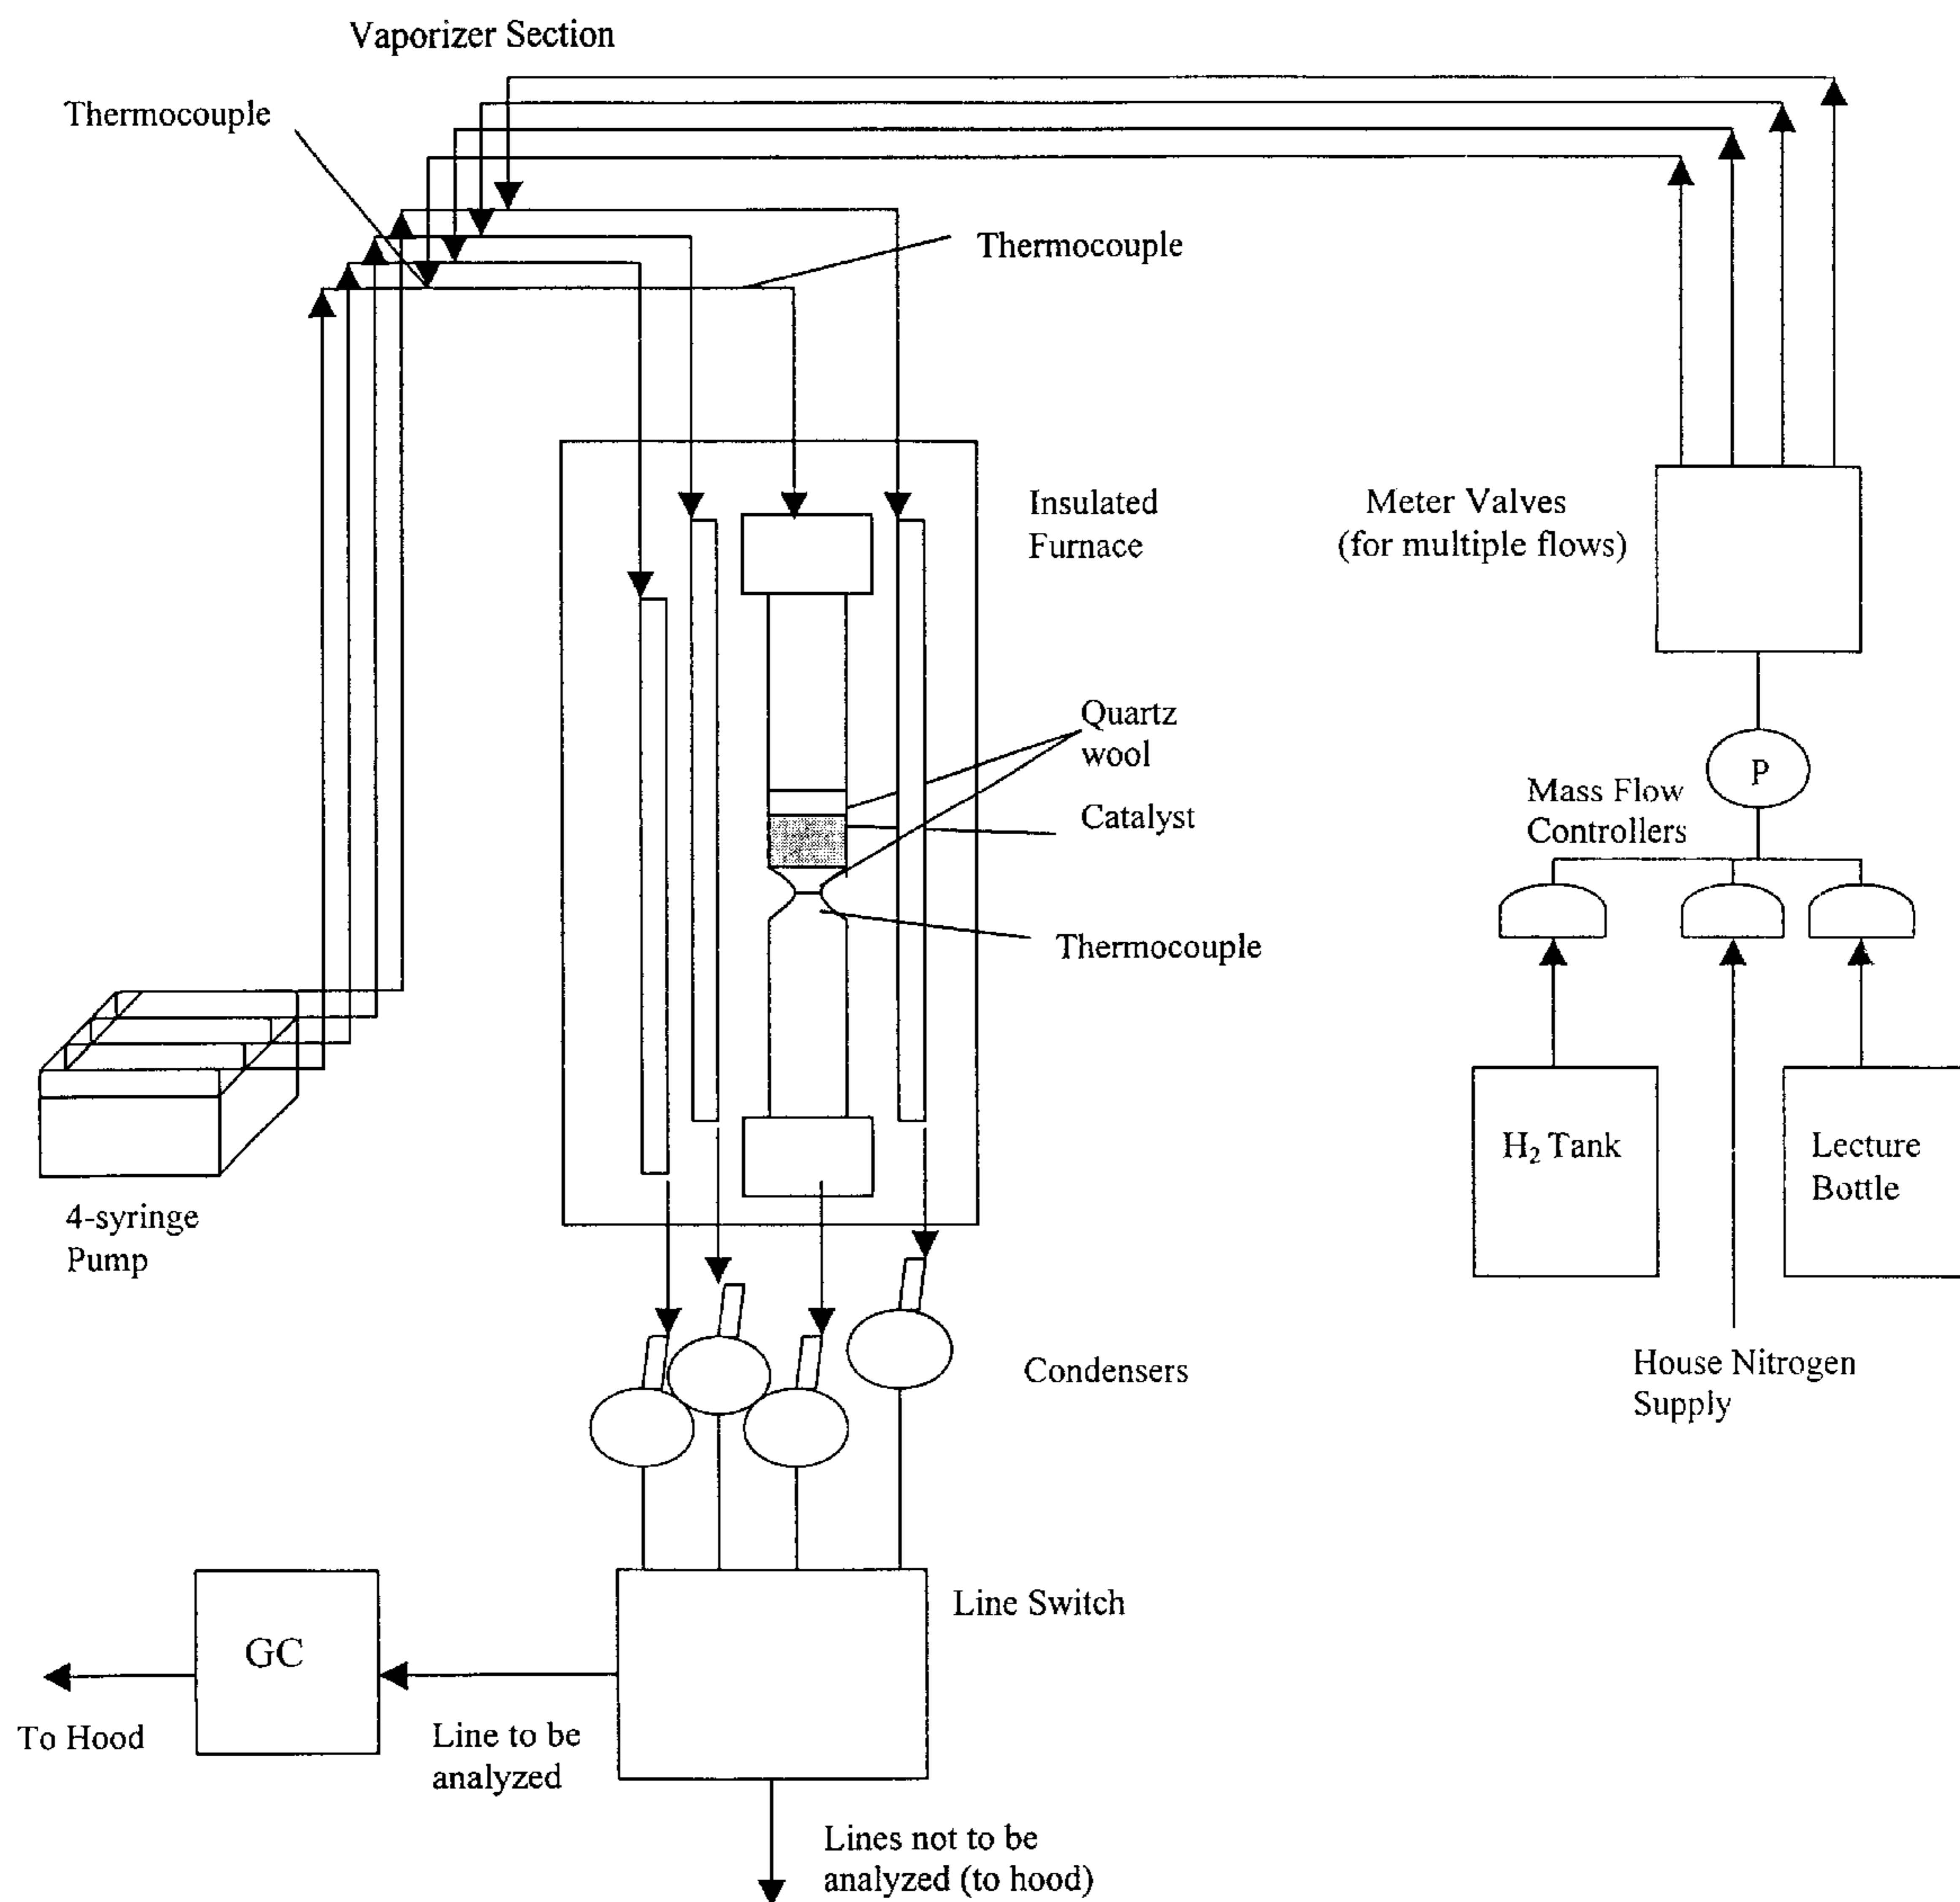 Vaporizer Section
Thermocouple
Thermocouple
Insulated
Furnace
Meter Valves
(for multiple flows)
Quartz
wool
Catalyst
P
Mass Flow
Controllers
Thermocouple
H₂ Tank
Lecture
Bottle
4-syringe
Pump
House Nitrogen
Supply
Condensers
Line Switch
GC
To Hood
Line to be
analyzed
Lines not to be
analyzed (to hood)